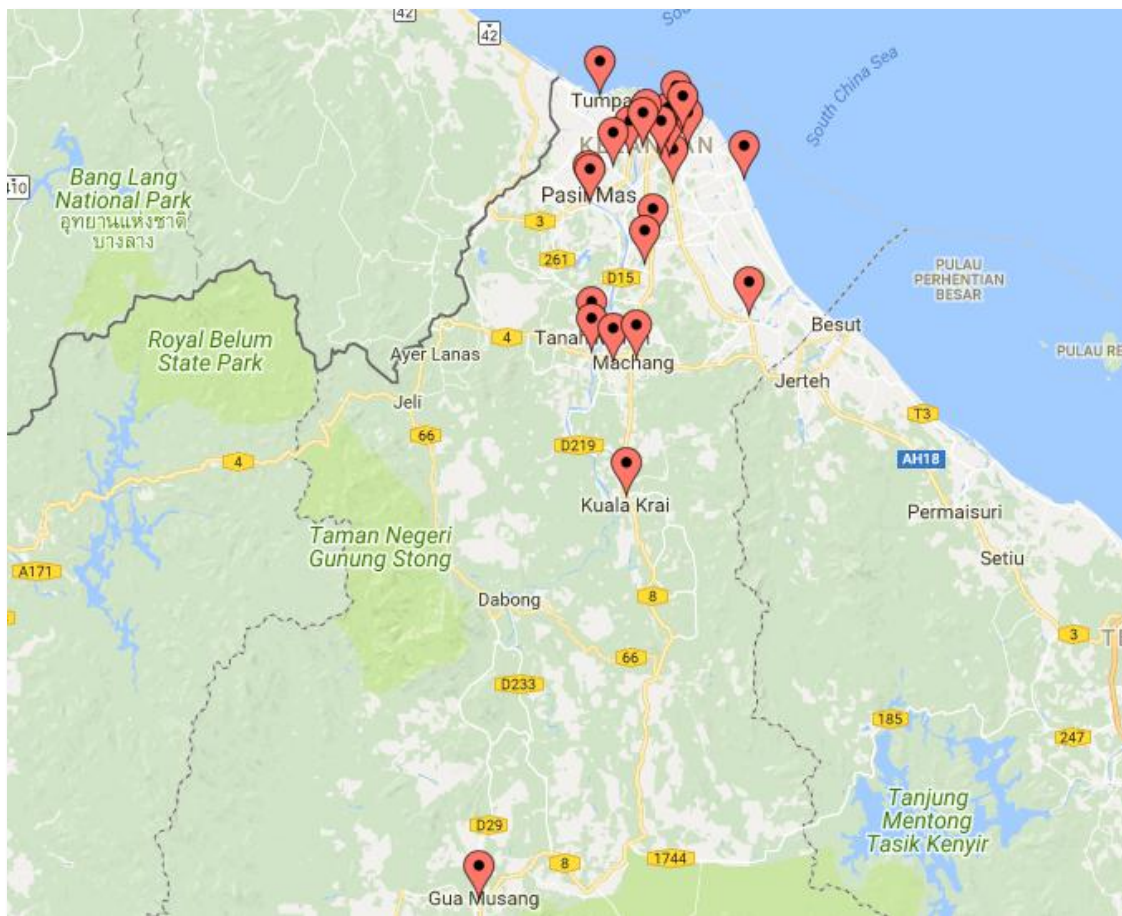 42
42
South China Sea
Tumpa
410
Bang Lang
National Park
อุทยานแห่งชาติ
บางลาง
Pasir Mas
3
261
D15
PULAU
PERHENTIAN
BESAR
Royal Belum
State Park
4
Ayer Lanas
Besut
Machang
PULAU RE
Jerteh
Jeli
66
T3
4
D219
AH18
Kuala Krai
Permaisuri
Taman Negeri
Gunung Stong
Setiu
A171
Dabong
8
3
66
D233
185
247
Tanjung
Mentong
Tasik Kenyir
D29
8
1744
Gua Musang